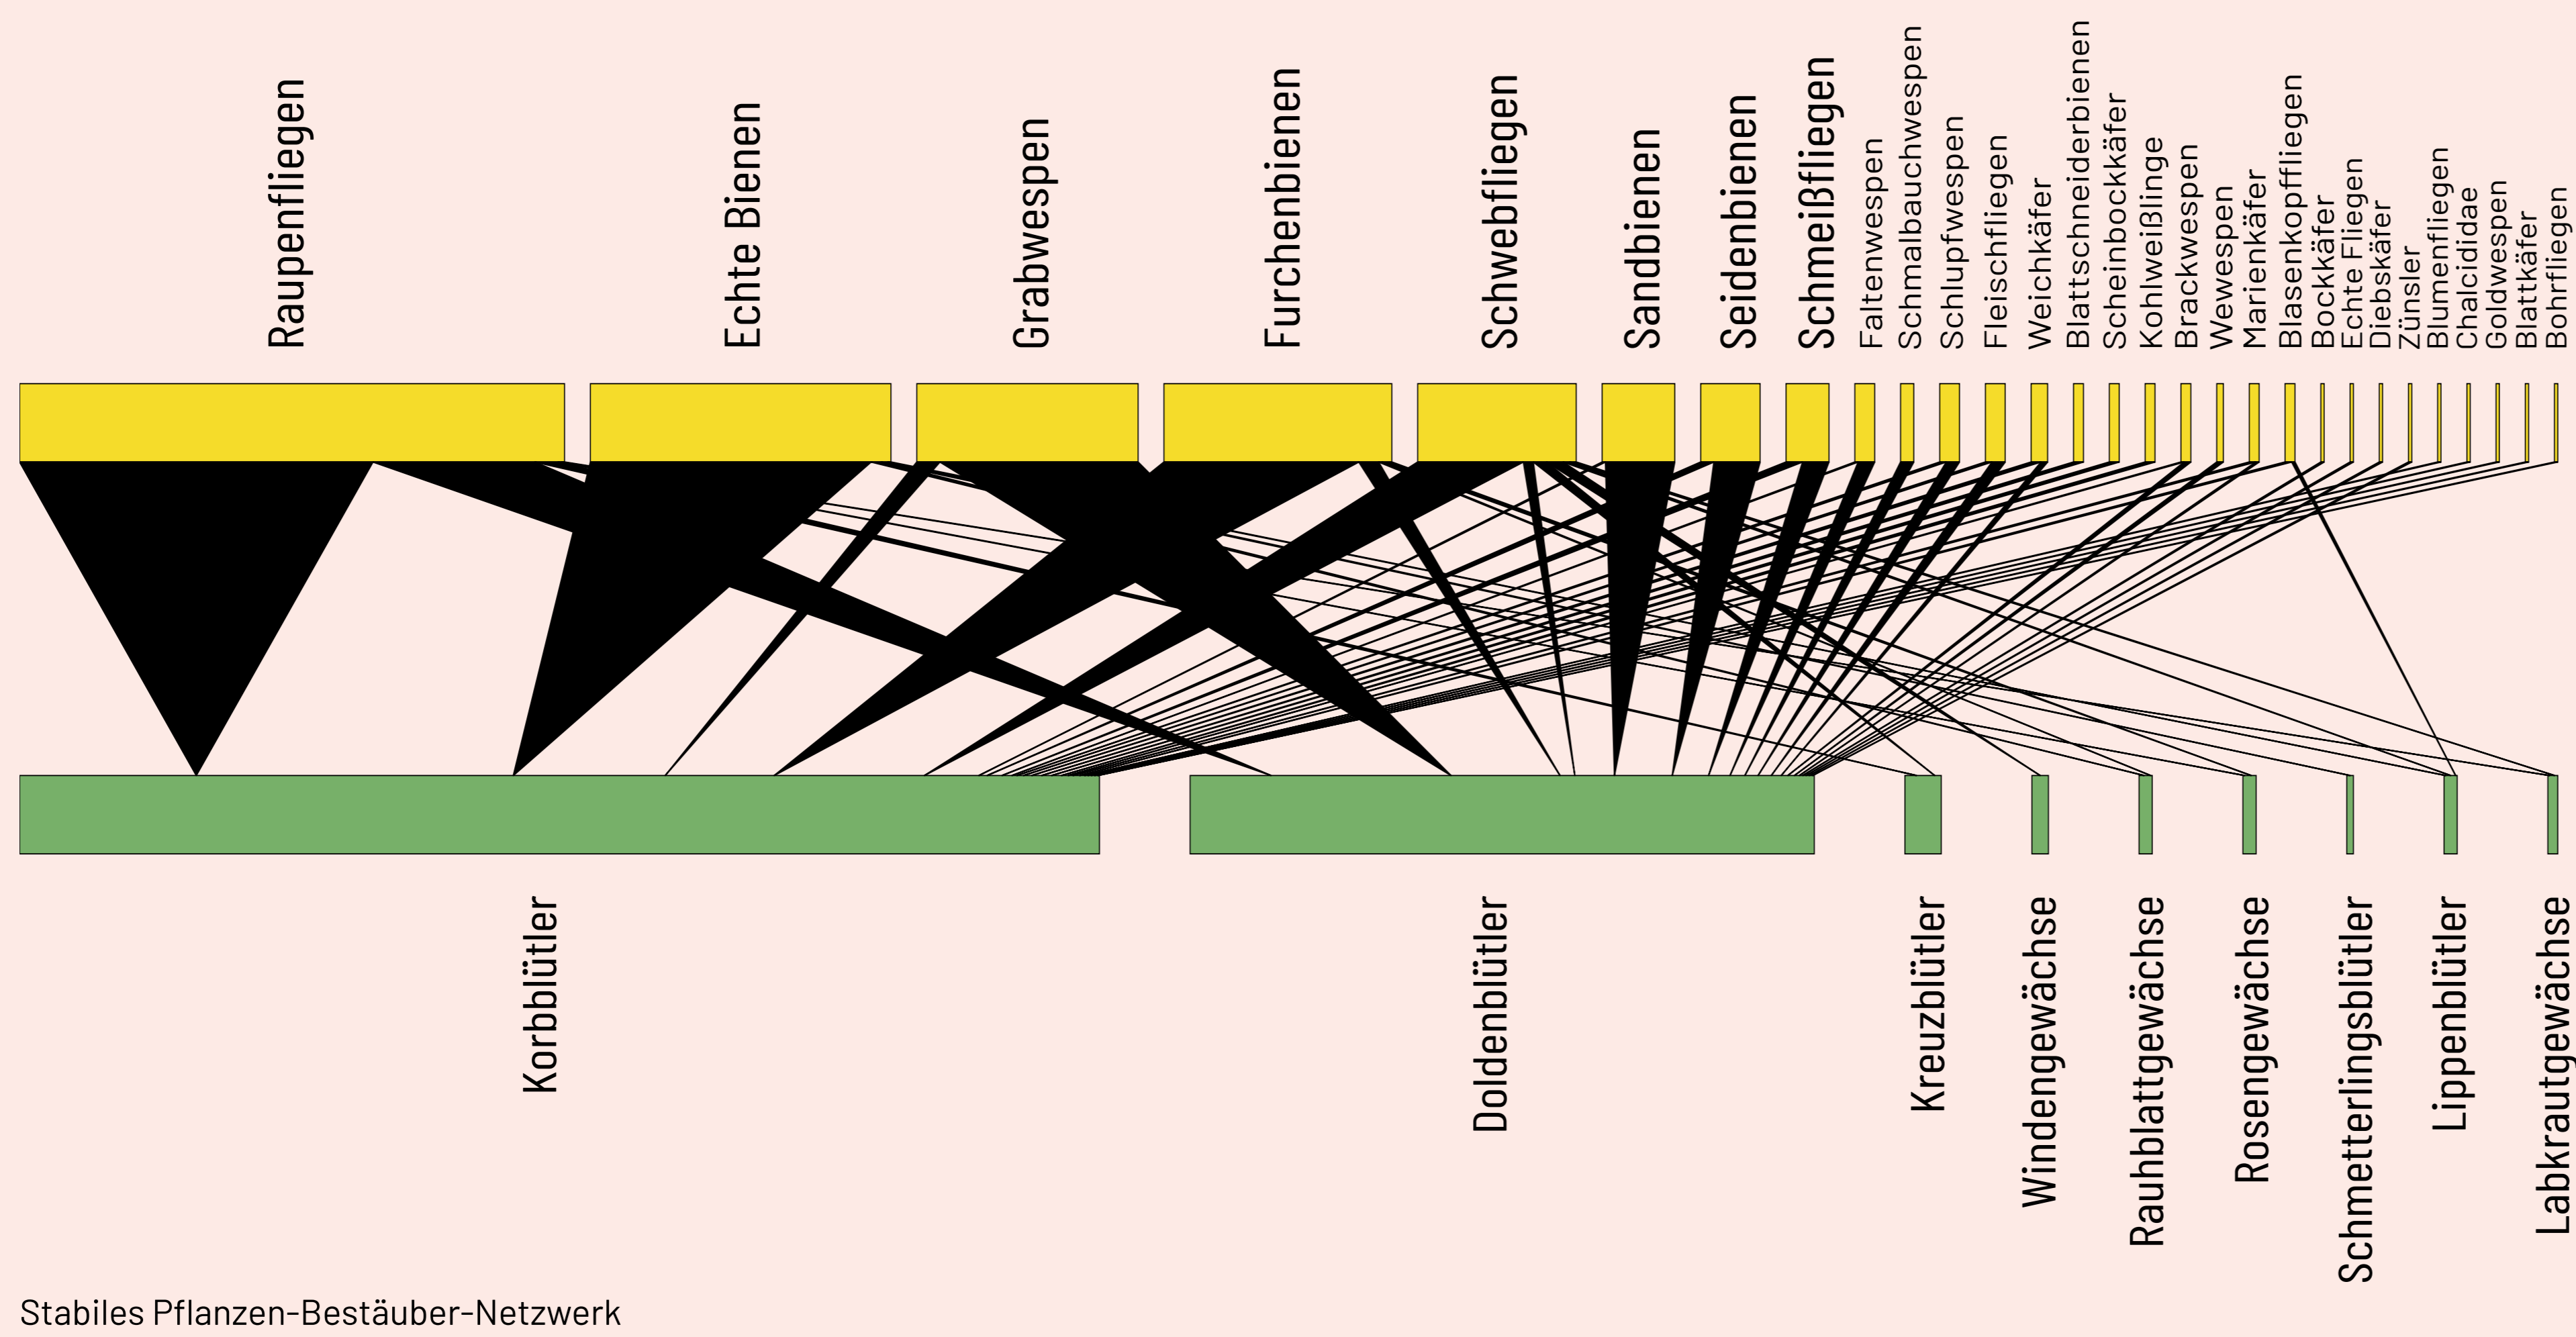 Raupenfliegen
Echte Bienen
Grabwespen
Furchenbienen
Schwebfliegen
Sandbienen
Seidenbienen
Schmeißfliegen
Faltenwespen
Schmalbauchwespen
Schlupfwespen
Fleischfliegen
Weichkäfer
Blattschneiderbienen
Scheinbockkäfer
Kohlweißlinge
Brackwespen
Wewespen
Marienkäfer
Blasenkopffliegen
Bockkäfer
Echte Fliegen
Diebskäfer
Zünsler
Blumenfliegen
Chalcididae
Goldwespen
Blattkäfer
Bohrfliegen
Korbblütler
Doldenblütler
Kreuzblütler
Windengewächse
Rauhblattgewächse
Rosengewächse
Schmetterlingsblütler
Lippenblütler
Labkrautgewächse
Stabiles Pflanzen-Bestäuber-Netzwerk